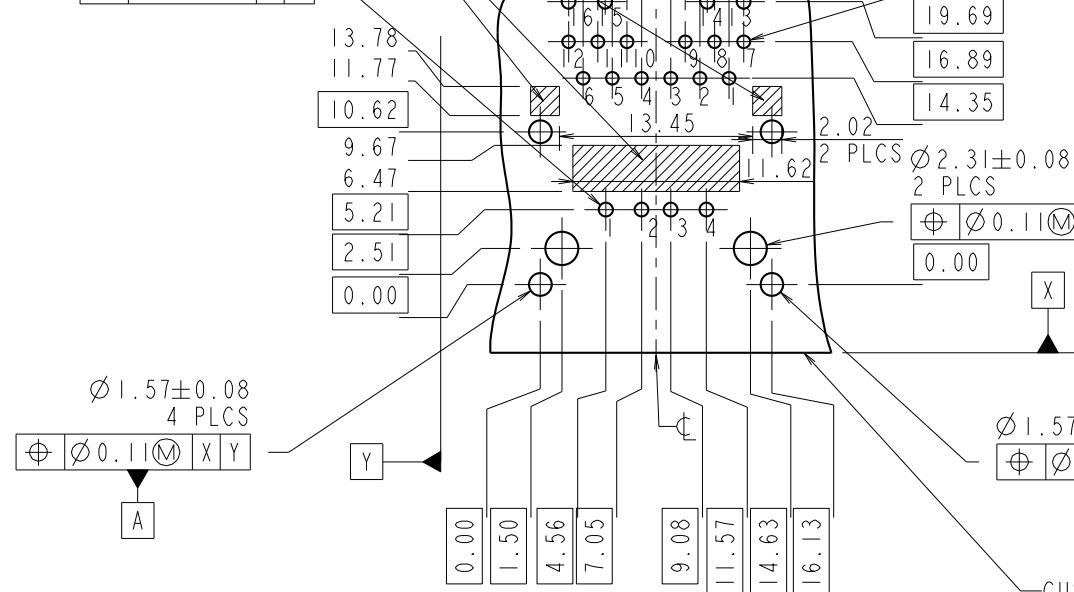 19.69
16 15 14 13
13.78
12 11 10 9 8 7
16.89
11.77
6 5 4 3 2 1
14.35
10.62
13.45
2.02
2 PLCS
9.67
11.62
Ø2.31±0.08
2 PLCS
6.47
5.21
⌖ Ø0.11Ⓜ
1 2 3 4
2.51
0.00
0.00
X
Ø1.57±0.08
4 PLCS
⌖ Ø0.11Ⓜ X Y
Y
℄
Ø1.57
⌖ Ø
A
0.00
1.50
4.56
7.05
9.08
11.57
14.63
16.13